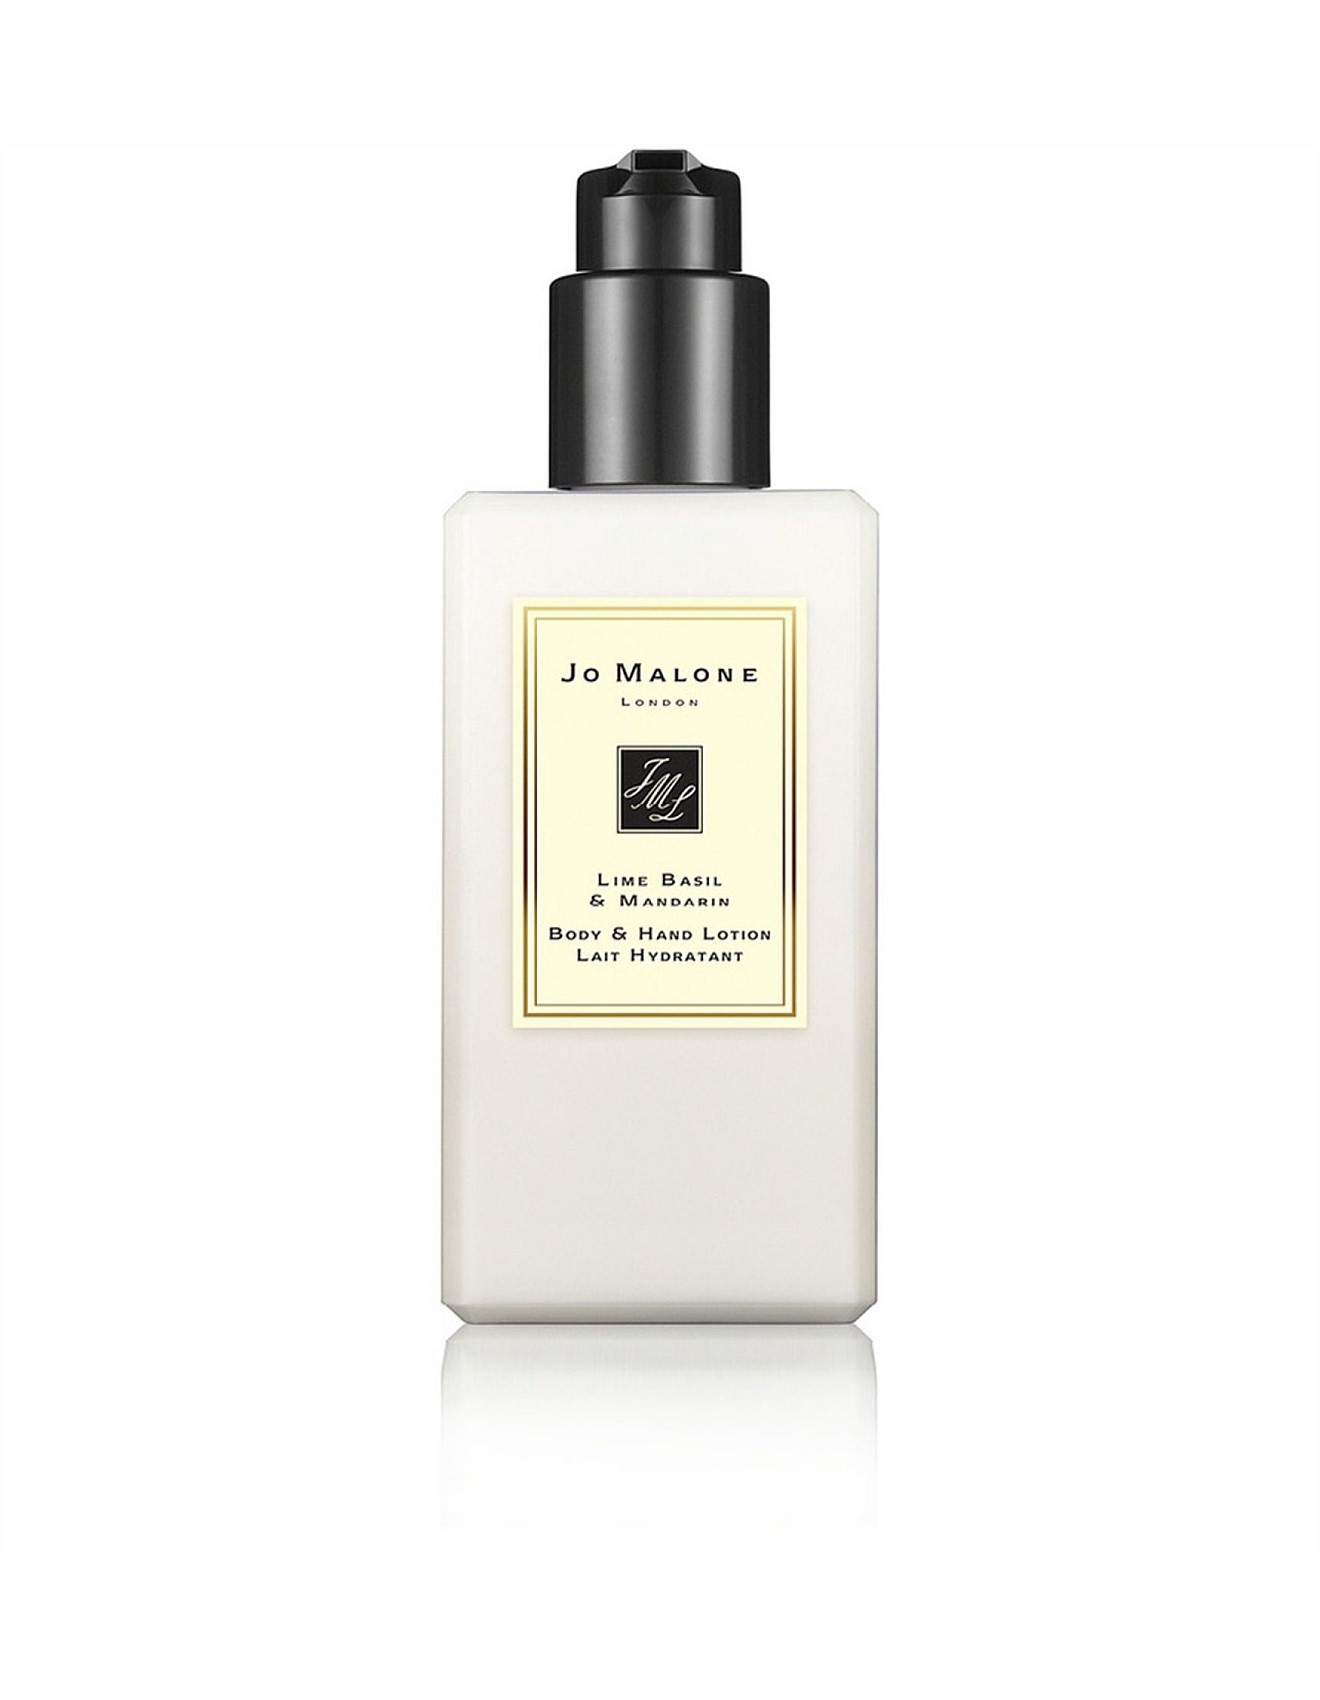 JO MALONE
LONDON
JML
LIME BASIL
& MANDARIN
BODY & HAND LOTION
LAIT HYDRATANT